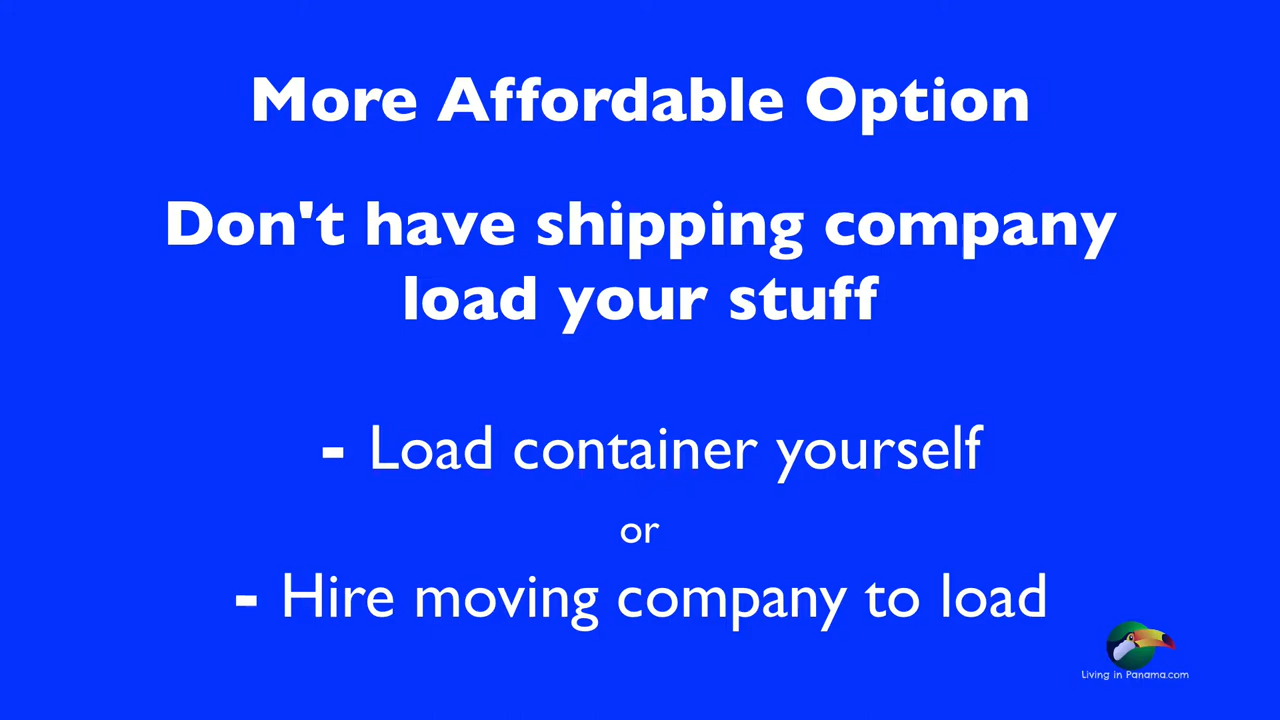 More Affordable Option
Don't have shipping company
load your stuff
- Load container yourself
or
- Hire moving company to load
Living in Panama.com